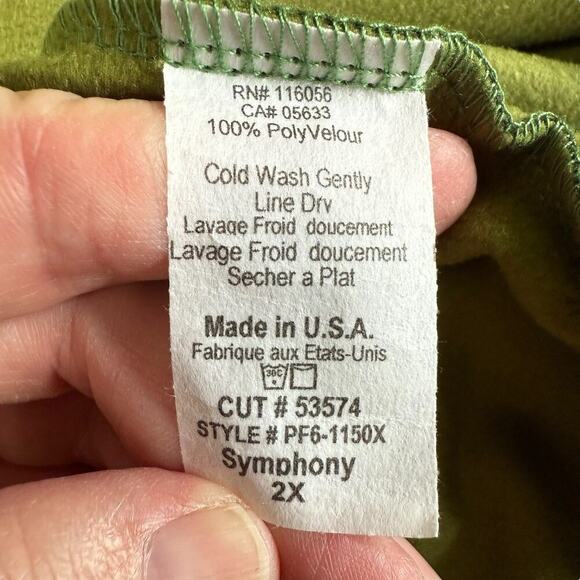 RN# 116056
CA# 05633
100% PolyVelour
Cold Wash Gently
Line Dry
Lavage Froid doucement
Lavage Froid doucement
Secher a Plat
Made in U.S.A.
Fabrique aux Etats-Unis
30C
CUT # 53574
STYLE # PF6-1150X
Symphony
2X